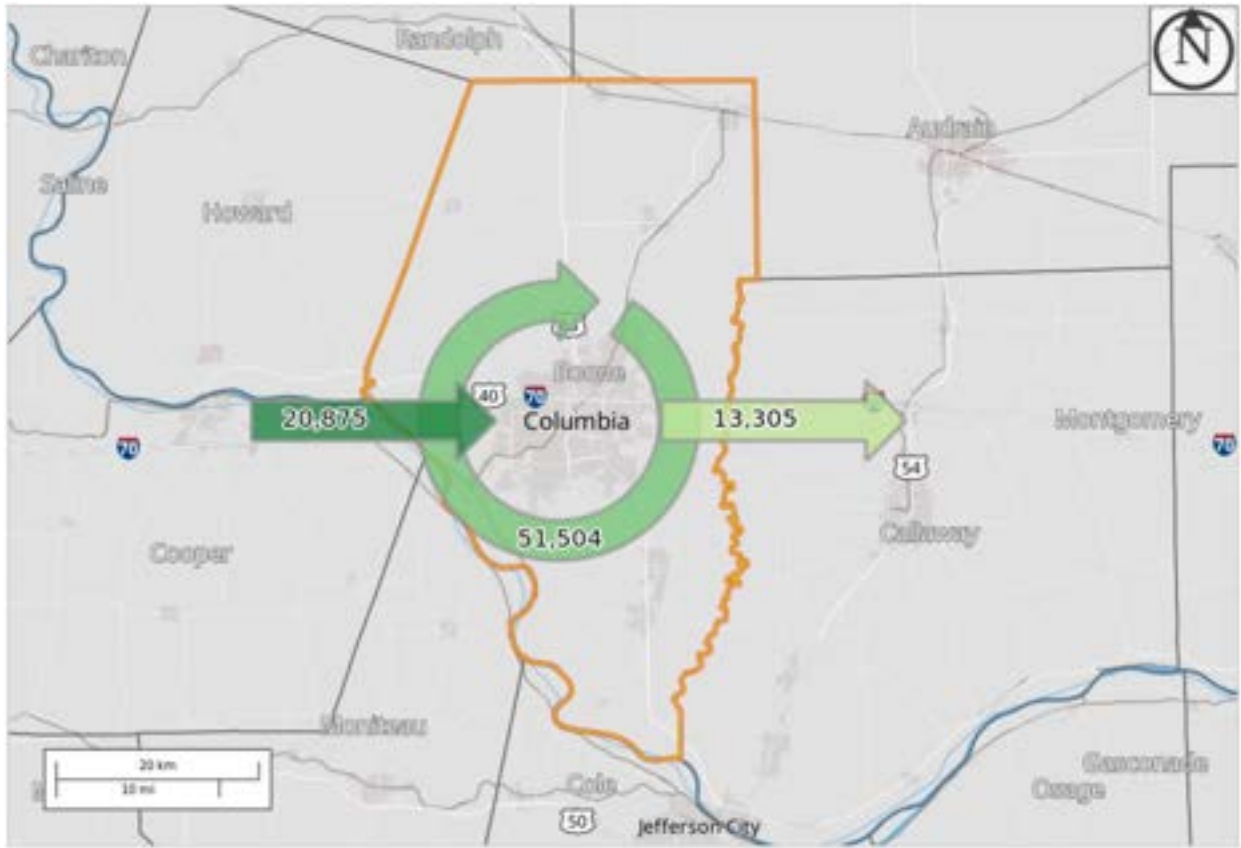 Randolph
N
Chariton
Audrain
Saline
Howard
Boone
40
70
20,875
Columbia
13,305
Montgomery
70
70
54
51,504
Callaway
Cooper
Moniteau
20 km
10 mi
Cole
Gasconade
Osage
50
Jefferson City